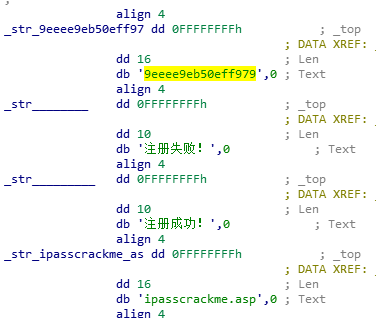 ;
align 4
_str_9eeee9eb50eff97 dd 0FFFFFFFFh ; _top
; DATA XREF: _
dd 16 ; Len
db '9eeee9eb50eff979',0 ; Text
align 4
_str_________ dd 0FFFFFFFFh ; _top
; DATA XREF: _
dd 10 ; Len
db '注册失败！',0 ; Text
align 4
_str__________ dd 0FFFFFFFFh ; _top
; DATA XREF: _
dd 10 ; Len
db '注册成功！',0 ; Text
align 4
_str_ipasscrackme_as dd 0FFFFFFFFh ; _top
; DATA XREF: _
dd 16 ; Len
db 'ipasscrackme.asp',0 ; Text
align 4